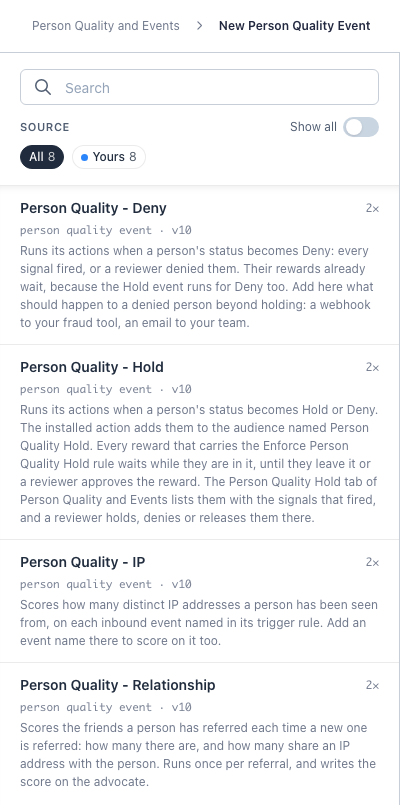 Person Quality and Events > New Person Quality Event
Search
SOURCE
Show all
All 8
Yours 8
Person Quality - Deny 2×
person quality event · v10
Runs its actions when a person's status becomes Deny: every
signal fired, or a reviewer denied them. Their rewards already
wait, because the Hold event runs for Deny too. Add here what
should happen to a denied person beyond holding: a webhook
to your fraud tool, an email to your team.
Person Quality - Hold 2×
person quality event · v10
Runs its actions when a person's status becomes Hold or Deny.
The installed action adds them to the audience named Person
Quality Hold. Every reward that carries the Enforce Person
Quality Hold rule waits while they are in it, until they leave it or
a reviewer approves the reward. The Person Quality Hold tab of
Person Quality and Events lists them with the signals that fired,
and a reviewer holds, denies or releases them there.
Person Quality - IP 2×
person quality event · v10
Scores how many distinct IP addresses a person has been seen
from, on each inbound event named in its trigger rule. Add an
event name there to score on it too.
Person Quality - Relationship 2×
person quality event · v10
Scores the friends a person has referred each time a new one
is referred: how many there are, and how many share an IP
address with the person. Runs once per referral, and writes the
score on the advocate.